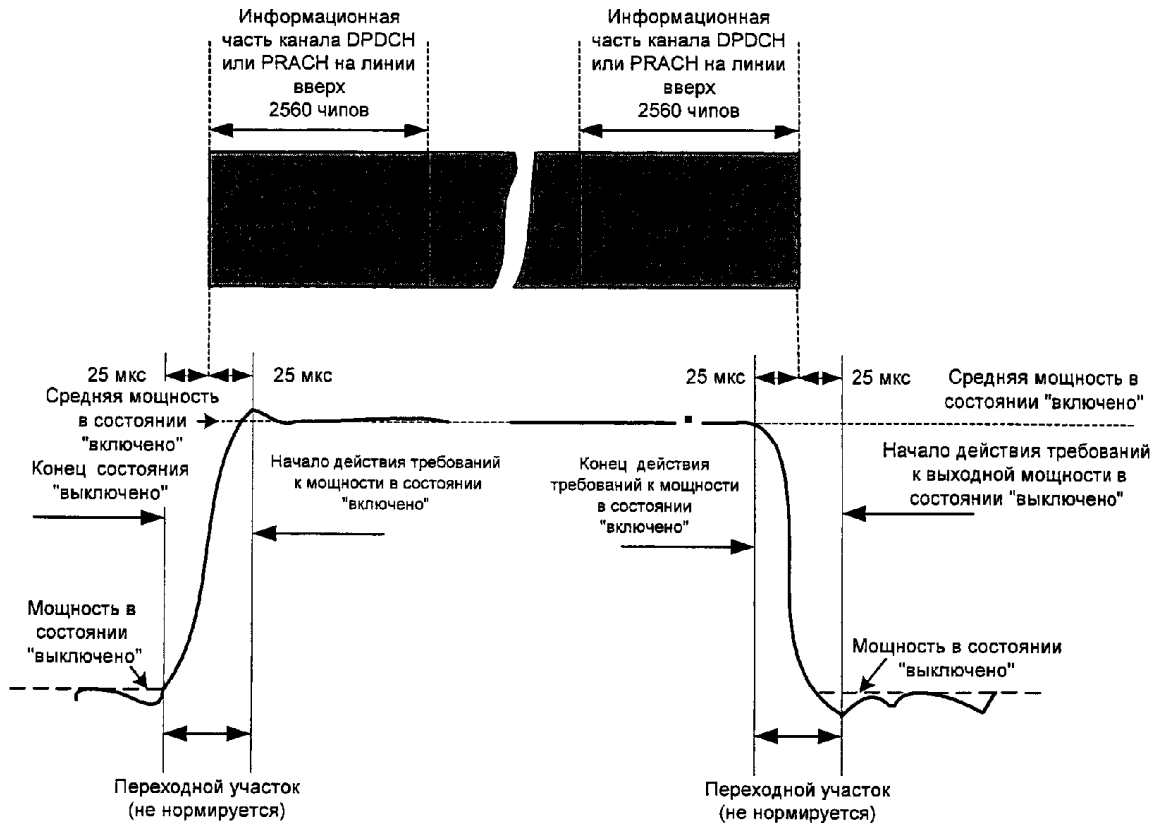 Информационная
часть канала DPDCH
или PRACH на линии
вверх
2560 чипов
Информационная
часть канала DPDCH
или PRACH на линии
вверх
2560 чипов
25 мкс
25 мкс
25 мкс
25 мкс
Средняя мощность
в состоянии
"включено"
Средняя мощность в
состоянии "включено"
Конец состояния
"выключено"
Начало действия требований
к мощности в состоянии
"включено"
Конец действия
требований к мощности
в состоянии
"включено"
Начало действия требований
к выходной мощности в
состоянии "выключено"
Мощность в
состоянии
"выключено"
Мощность в состоянии
"выключено"
Переходной участок
(не нормируется)
Переходной участок
(не нормируется)